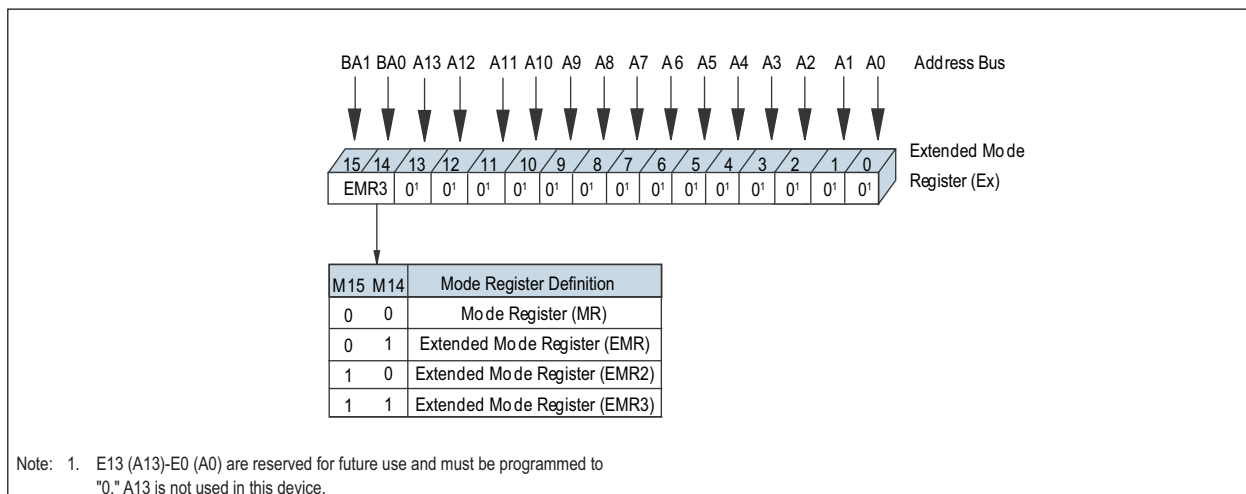 BA1 BA0 A13 A12 A11 A10 A9 A8 A7 A6 A5 A4 A3 A2 A1 A0 Address Bus
15 14 13 12 11 10 9 8 7 6 5 4 3 2 1 0 Extended Mode
EMR3 0¹ 0¹ 0¹ 0¹ 0¹ 0¹ 0¹ 0¹ 0¹ 0¹ 0¹ 0¹ 0¹ 0¹ Register (Ex)
M15 M14 Mode Register Definition
0 0 Mode Register (MR)
0 1 Extended Mode Register (EMR)
1 0 Extended Mode Register (EMR2)
1 1 Extended Mode Register (EMR3)
Note: 1. E13 (A13)-E0 (A0) are reserved for future use and must be programmed to
"0." A13 is not used in this device.